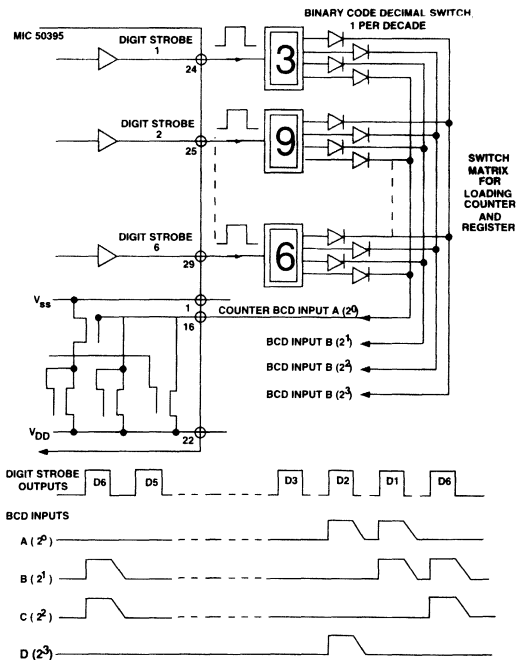 BINARY CODE DECIMAL SWITCH,
1 PER DECADE
MIC 50395
DIGIT STROBE
1
24
3
DIGIT STROBE
2
25
9
SWITCH
MATRIX
FOR
LOADING
COUNTER
AND
REGISTER
DIGIT STROBE
6
29
6
Vss
1
COUNTER BCD INPUT A (2⁰)
16
BCD INPUT B (2¹)
BCD INPUT B (2²)
BCD INPUT B (2³)
VDD
22
DIGIT STROBE
OUTPUTS
D6 D5 D3 D2 D1 D6
BCD INPUTS
A (2⁰)
B (2¹)
C (2²)
D (2³)